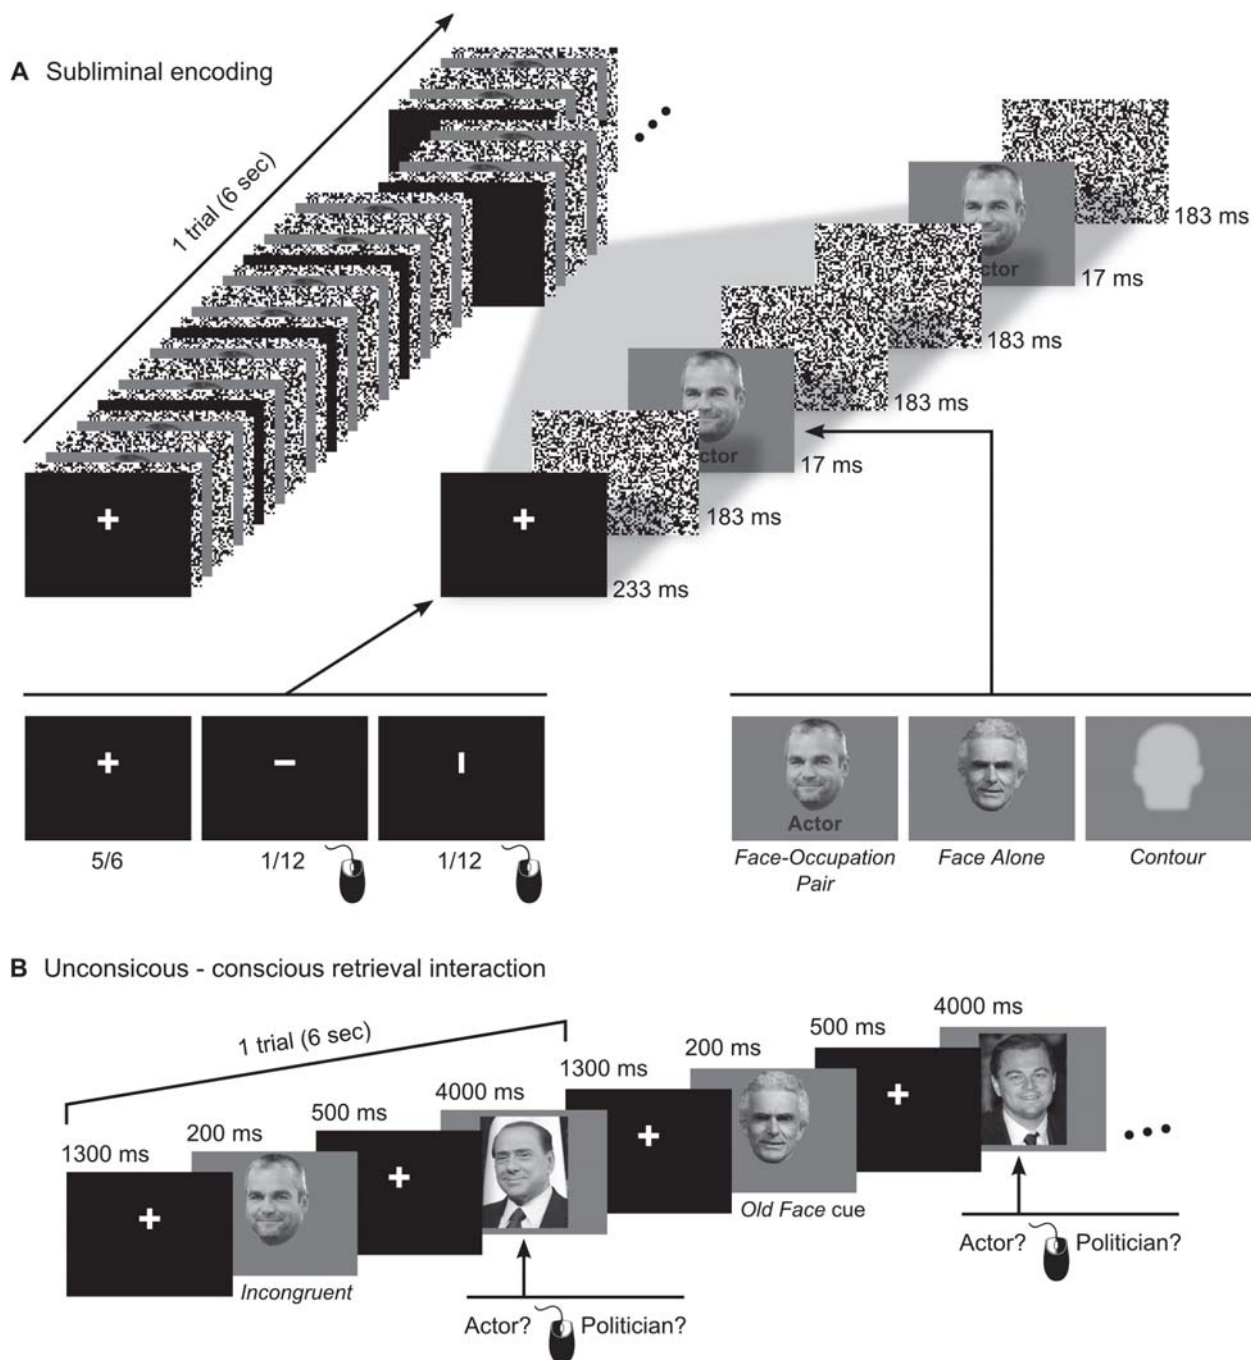 A Subliminal encoding
1 trial (6 sec)
183 ms
Actor
17 ms
183 ms
183 ms
Actor
17 ms
183 ms
233 ms
5/6
1/12
1/12
Actor
Face-Occupation
Pair
Face Alone
Contour
B Unconsicous - conscious retrieval interaction
1 trial (6 sec)
1300 ms
200 ms
500 ms
4000 ms
1300 ms
200 ms
500 ms
4000 ms
Incongruent
Old Face cue
Actor? Politician?
Actor? Politician?